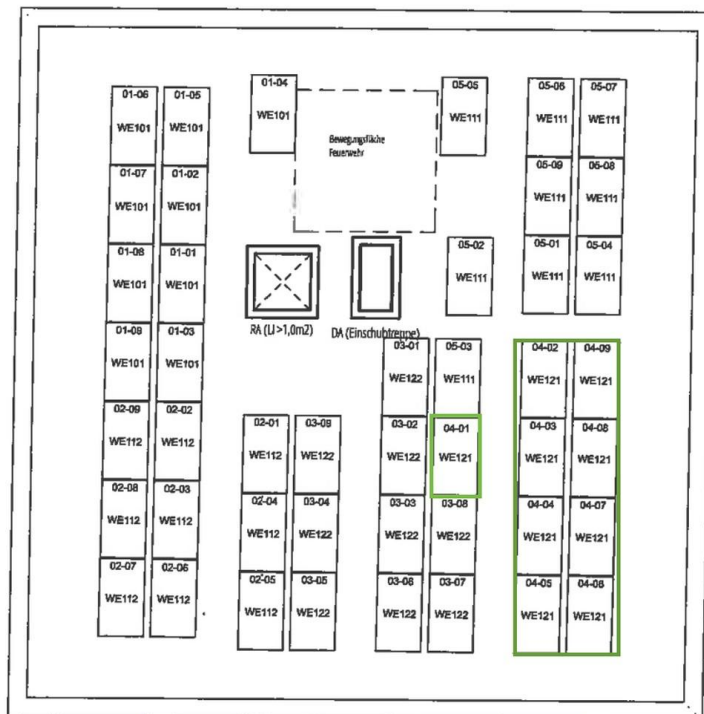 01-06 01-05
WE101 WE101
01-04
WE101
05-05
WE111
05-06 05-07
WE111 WE111
Bewegungsfläche
Feuerwehr
01-07 01-02
WE101 WE101
05-09 05-08
WE111 WE111
01-08 01-01
WE101 WE101
05-02
WE111
05-01 05-04
WE111 WE111
RA (LI >1,0m2) DA (Einschubtreppe)
01-09 01-03
WE101 WE101
03-01 05-03
WE122 WE111
04-02 04-09
WE121 WE121
02-09 02-02
WE112 WE112
02-01 03-09
WE112 WE122
03-02 04-01
WE122 WE121
04-03 04-08
WE121 WE121
02-08 02-03
WE112 WE112
02-04 03-04
WE112 WE122
03-03 03-08
WE122 WE122
04-04 04-07
WE121 WE121
02-07 02-06
WE112 WE112
02-05 03-05
WE112 WE122
03-06 03-07
WE122 WE122
04-05 04-06
WE121 WE121